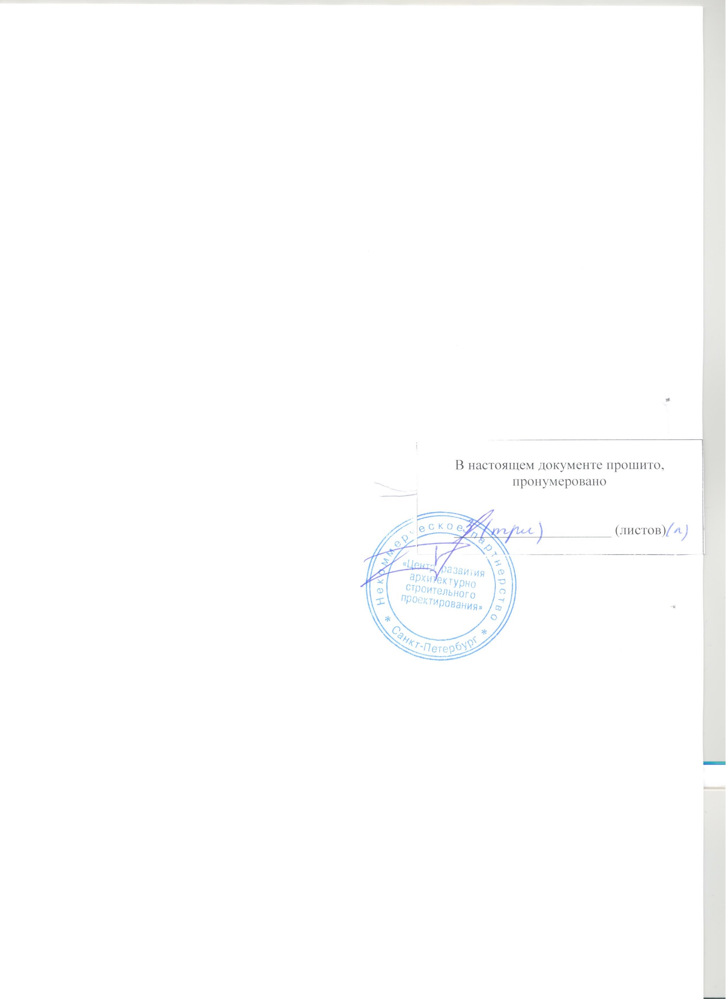 В настоящем документе прошито,
пронумеровано
3 (три) (листов)(а)
Некоммерческое партнерство
«Центр развития
архитектурно
строительного
проектирования»
* Санкт-Петербург *